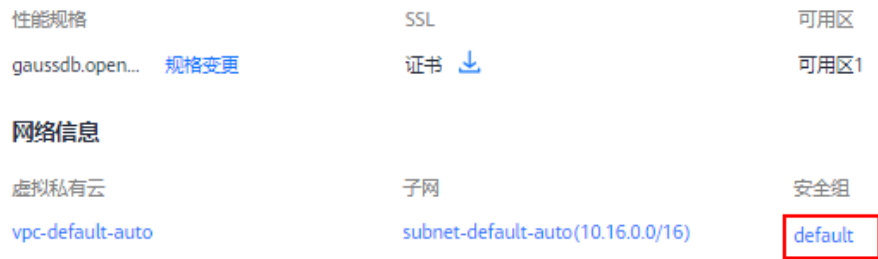 性能规格 SSL 可用区
gaussdb.open... 规格变更 证书 可用区1
网络信息
虚拟私有云 子网 安全组
vpc-default-auto subnet-default-auto(10.16.0.0/16) default